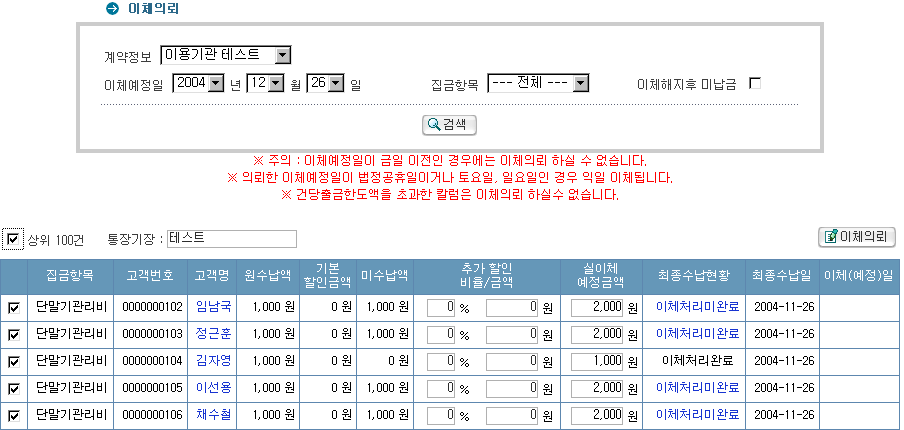 이체의뢰
계약정보 이용기관 테스트
이체예정일 2004 년 12 월 26 일 집금항목 --- 전체 --- 이체해지후 미납금
검색
※ 주의 : 이체예정일이 금일 이전인 경우에는 이체의뢰 하실 수 없습니다.
※ 의뢰한 이체예정일이 법정공휴일이거나 토요일, 일요일인 경우 익일 이체됩니다.
※ 건당출금한도액을 초과한 칼럼은 이체의뢰 하실수 없습니다.
상위 100건 통장기장 : 테스트 이체의뢰
집금항목 고객번호 고객명 원수납액 기본 할인금액 미수납액 추가 할인 비율/금액 실이체 예정금액 최종수납현황 최종수납일 이체(예정)일
단말기관리비 0000000102 임남국 1,000 원 0 원 1,000 원 0 % 0 원 2,000 원 이체처리미완료 2004-11-26
단말기관리비 0000000103 정근훈 1,000 원 0 원 1,000 원 0 % 0 원 2,000 원 이체처리미완료 2004-11-26
단말기관리비 0000000104 김자영 1,000 원 0 원 0 원 0 % 0 원 1,000 원 이체처리완료 2004-11-26
단말기관리비 0000000105 이선용 1,000 원 0 원 1,000 원 0 % 0 원 2,000 원 이체처리미완료 2004-11-26
단말기관리비 0000000106 채수철 1,000 원 0 원 1,000 원 0 % 0 원 2,000 원 이체처리미완료 2004-11-26